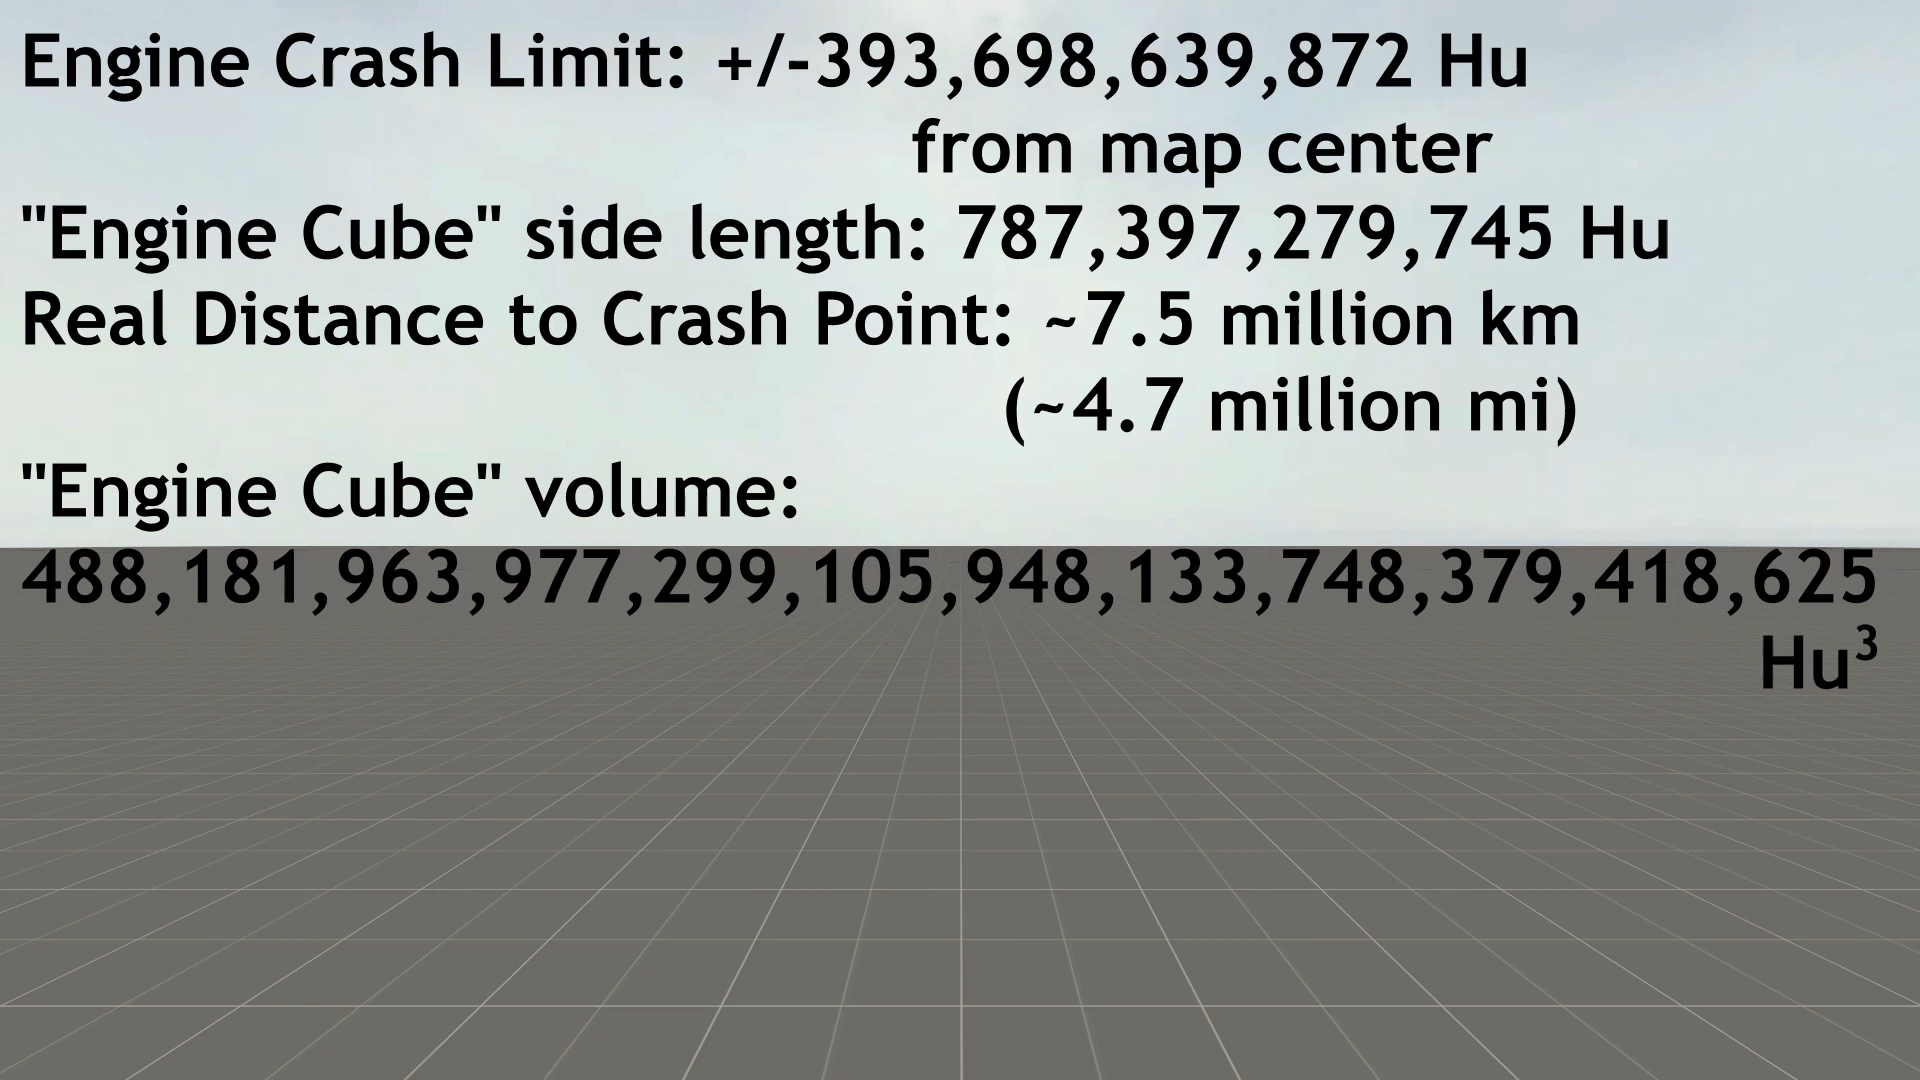 Engine Crash Limit: +/-393,698,639,872 Hu
from map center
"Engine Cube" side length: 787,397,279,745 Hu
Real Distance to Crash Point: ~7.5 million km
(~4.7 million mi)
"Engine Cube" volume:
488,181,963,977,299,105,948,133,748,379,418,625
Hu³